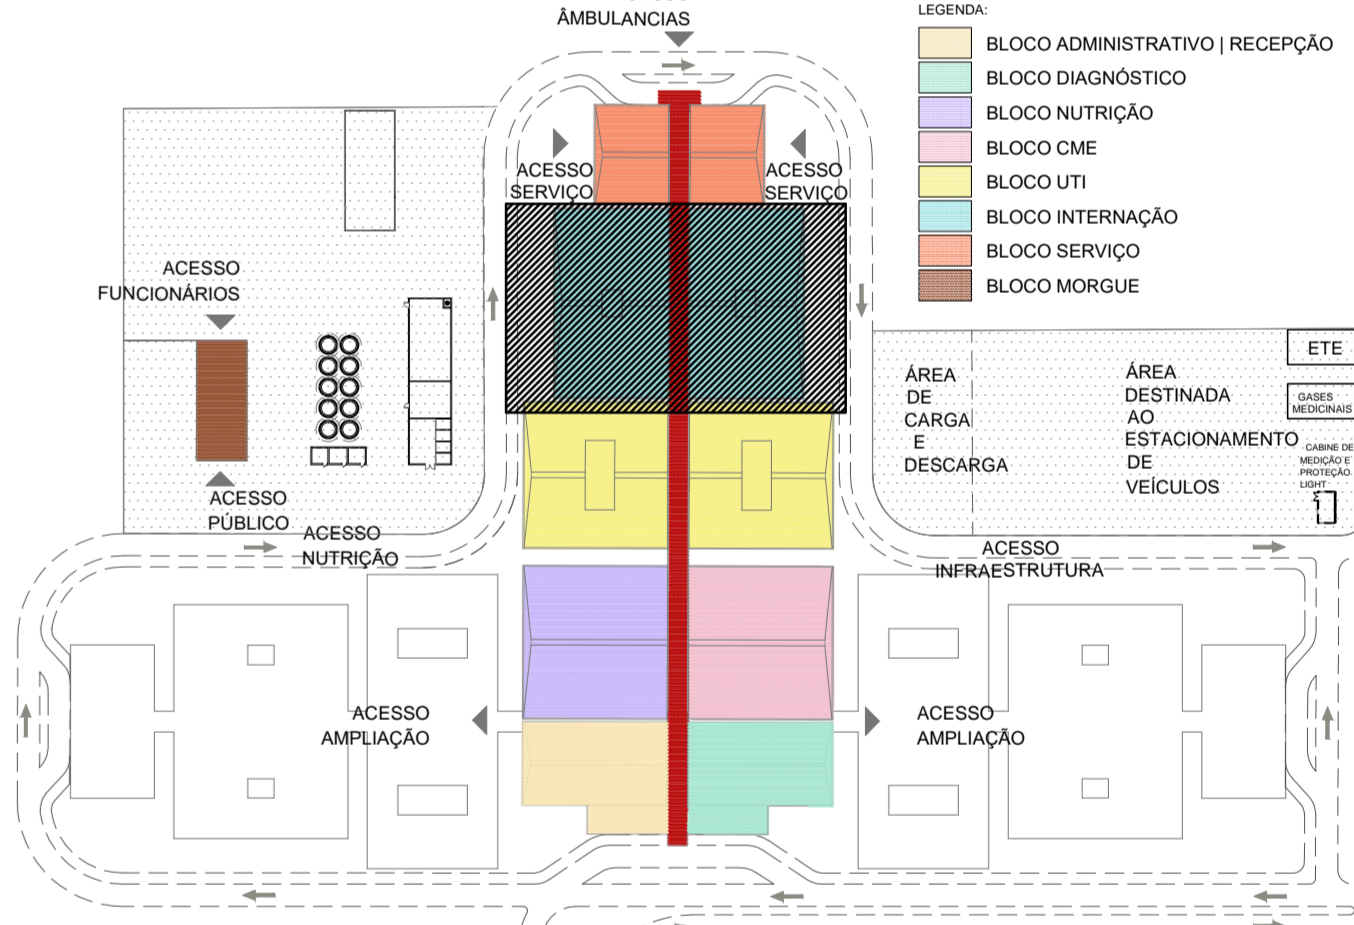 ÂMBULANCIAS
LEGENDA:
BLOCO ADMINISTRATIVO | RECEPÇÃO
BLOCO DIAGNÓSTICO
BLOCO NUTRIÇÃO
BLOCO CME
BLOCO UTI
BLOCO INTERNAÇÃO
BLOCO SERVIÇO
BLOCO MORGUE
ACESSO
SERVIÇO
ACESSO
SERVIÇO
ACESSO
FUNCIONÁRIOS
ACESSO
PÚBLICO
ACESSO
NUTRIÇÃO
ÁREA
DE
CARGA
E
DESCARGA
ÁREA
DESTINADA
AO
ESTACIONAMENTO
DE
VEÍCULOS
ETE
GASES
MEDICINAIS
CABINE DE
MEDIÇÃO E
PROTEÇÃO
LIGHT
ACESSO
INFRAESTRUTURA
ACESSO
AMPLIAÇÃO
ACESSO
AMPLIAÇÃO